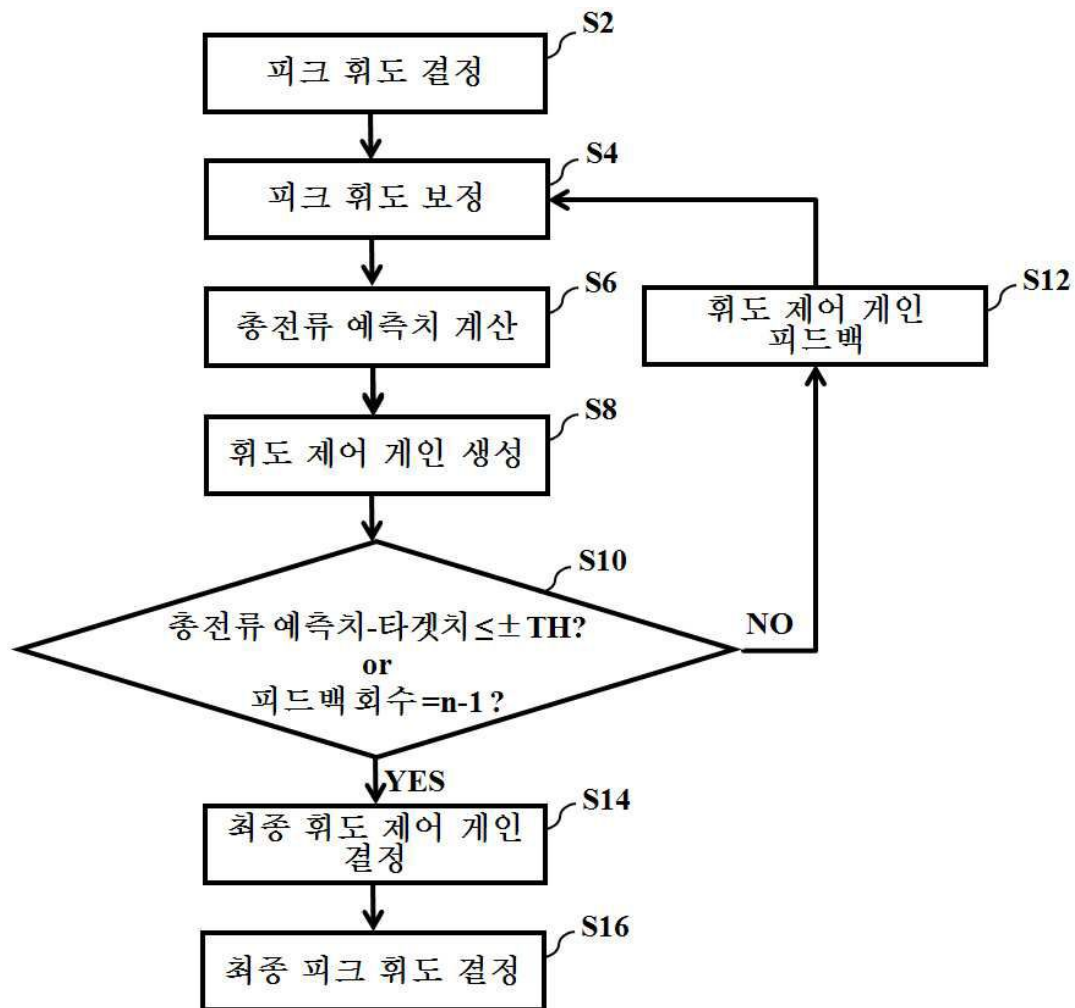 S2
피크 휘도 결정
S4
피크 휘도 보정
S6
총전류 예측치 계산
S12
휘도 제어 게인
피드백
S8
휘도 제어 게인 생성
S10
총전류 예측치-타겟치≤±TH?
or
피드백회수=n-1?
NO
YES
S14
최종 휘도 제어 게인
결정
S16
최종 피크 휘도 결정